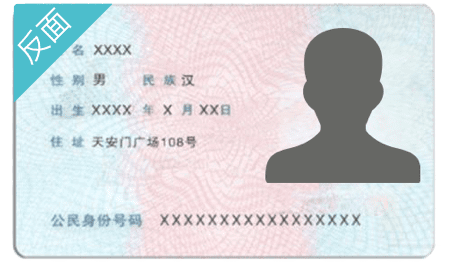 反面
名 XXXX
性 别 男 民 族 汉
出 生 XXXX 年 X 月 XX日
住 址 天安门广场108号
公民身份号码 XXXXXXXXXXXXXXXXX